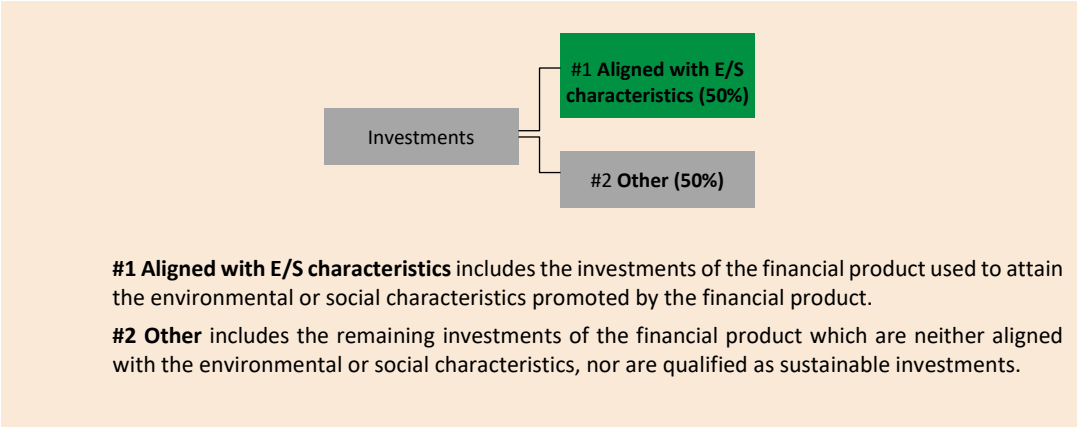 #1 Aligned with E/S
characteristics (50%)
Investments
#2 Other (50%)
#1 Aligned with E/S characteristics includes the investments of the financial product used to attain
the environmental or social characteristics promoted by the financial product.
#2 Other includes the remaining investments of the financial product which are neither aligned
with the environmental or social characteristics, nor are qualified as sustainable investments.